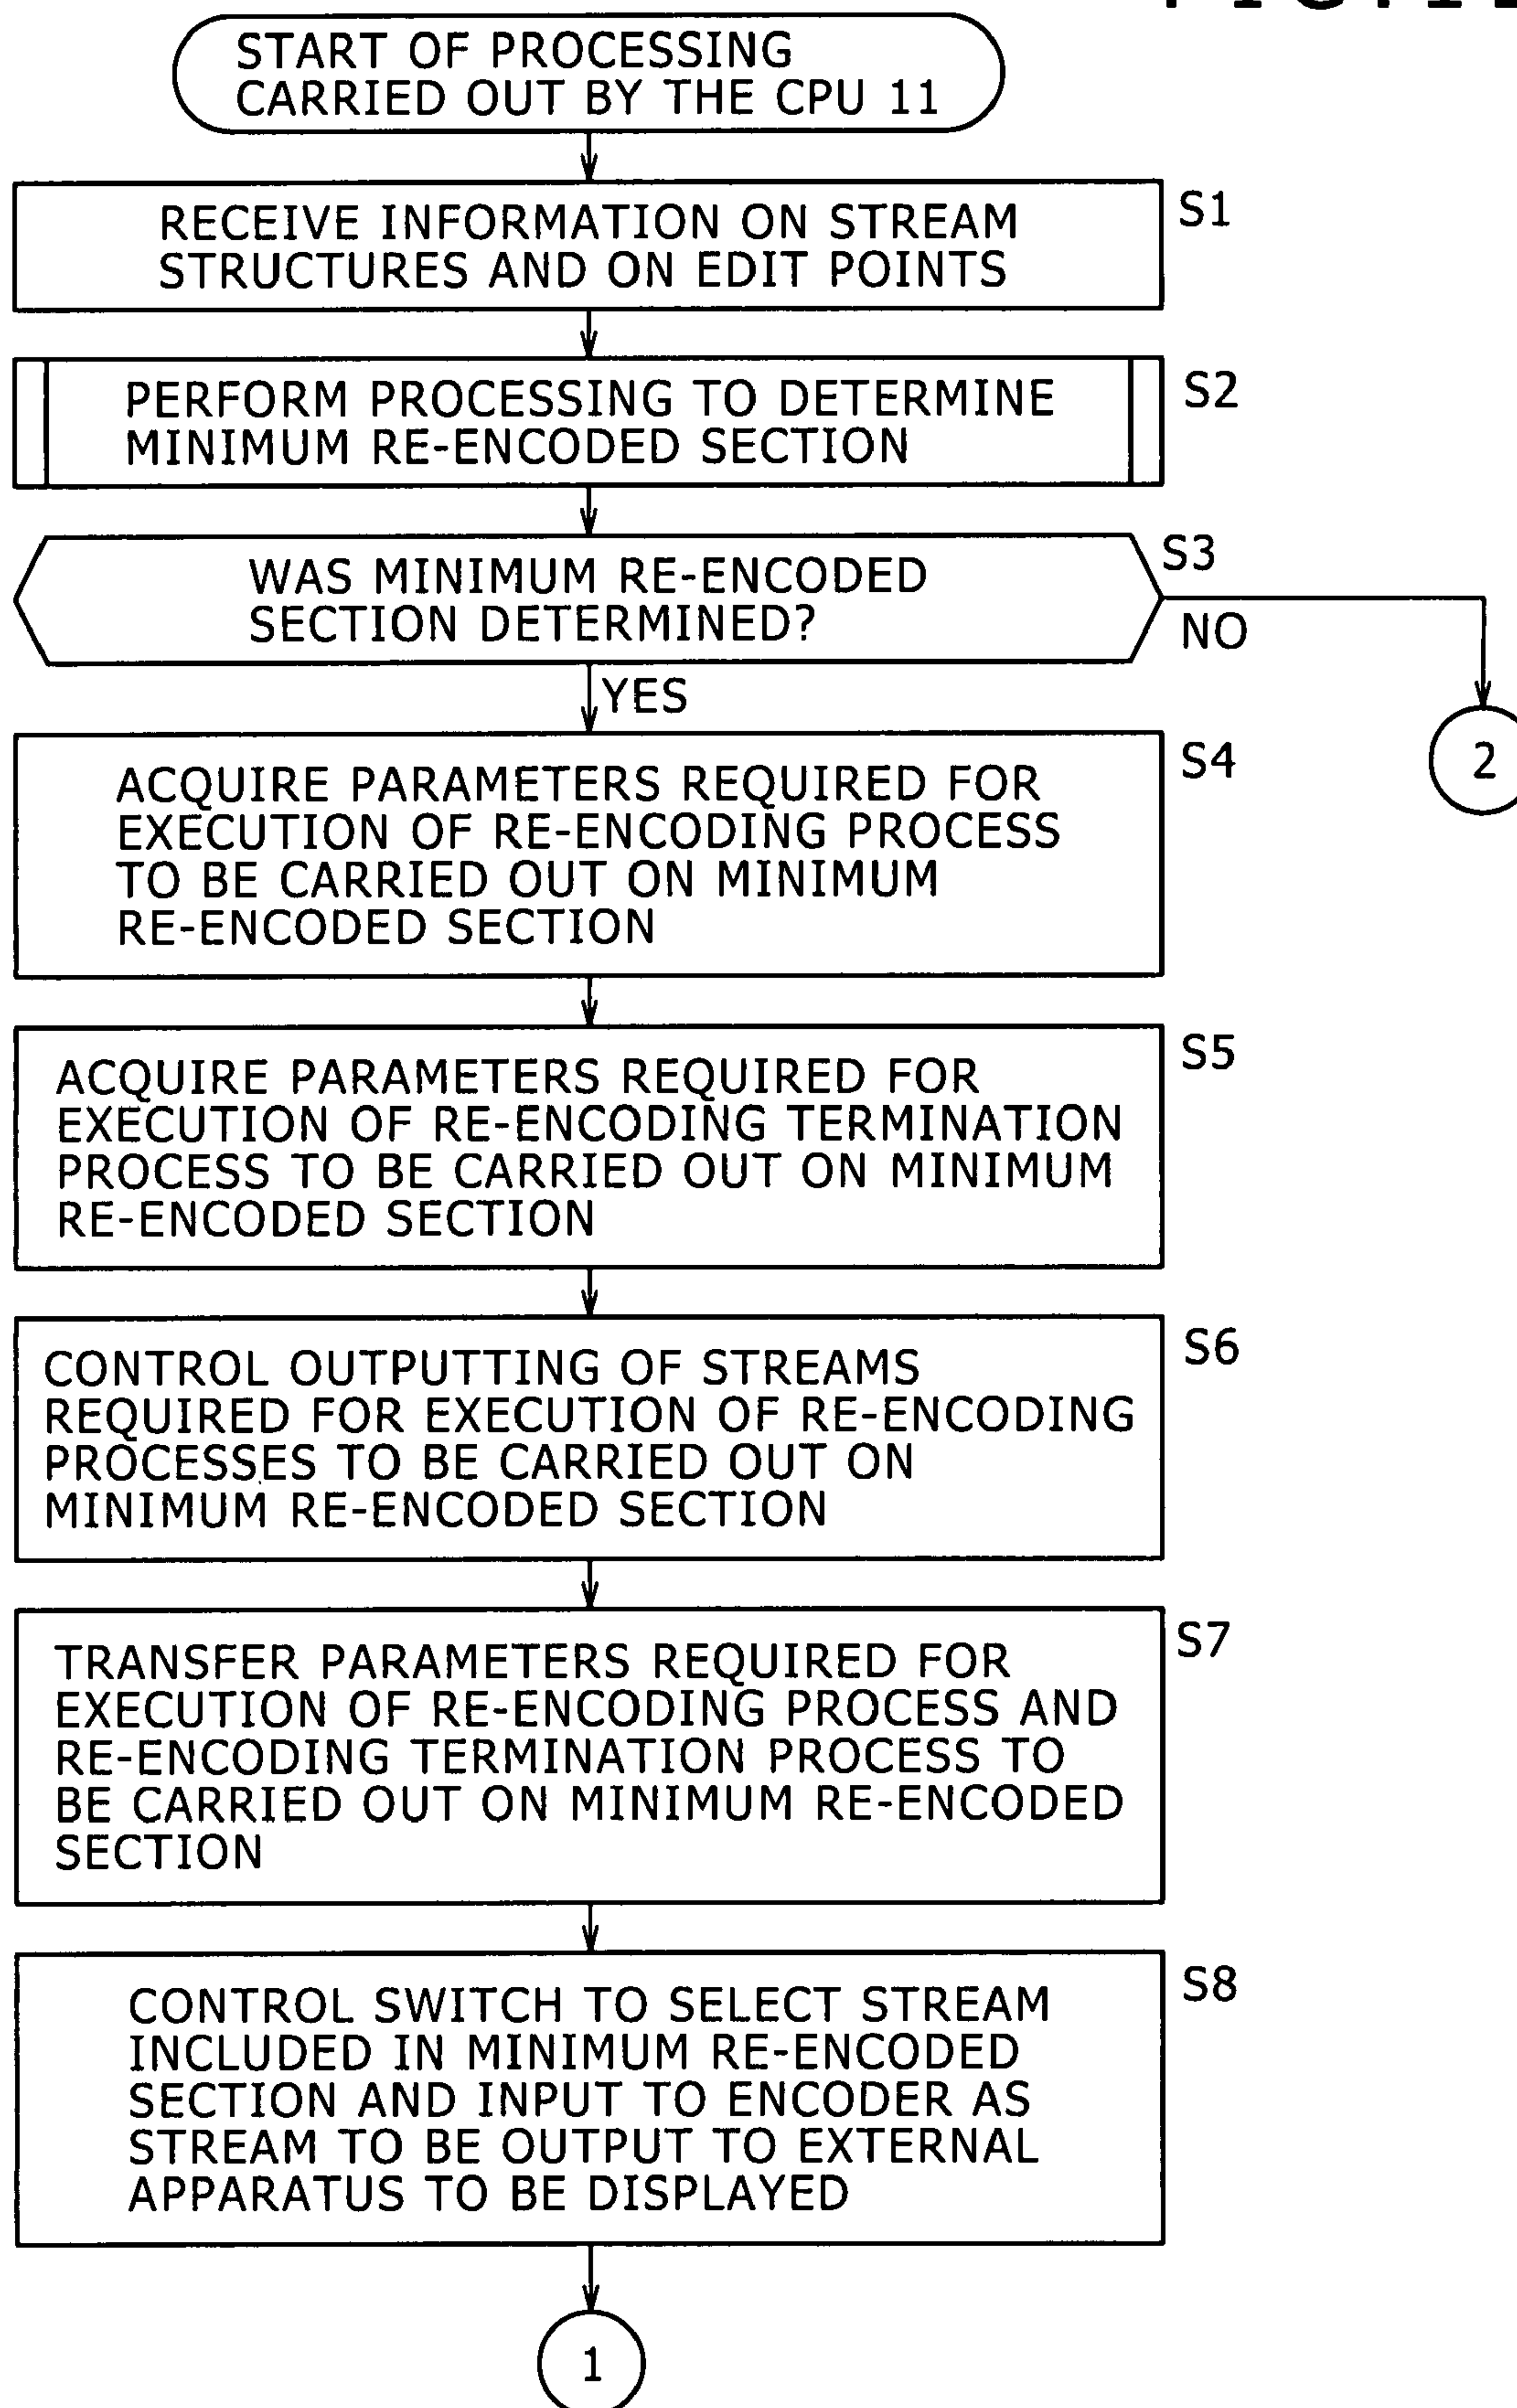 START OF PROCESSING
CARRIED OUT BY THE CPU 11
RECEIVE INFORMATION ON STREAM
STRUCTURES AND ON EDIT POINTS
S1
PERFORM PROCESSING TO DETERMINE
MINIMUM RE-ENCODED SECTION
S2
WAS MINIMUM RE-ENCODED
SECTION DETERMINED?
S3
NO
YES
2
ACQUIRE PARAMETERS REQUIRED FOR
EXECUTION OF RE-ENCODING PROCESS
TO BE CARRIED OUT ON MINIMUM
RE-ENCODED SECTION
S4
ACQUIRE PARAMETERS REQUIRED FOR
EXECUTION OF RE-ENCODING TERMINATION
PROCESS TO BE CARRIED OUT ON MINIMUM
RE-ENCODED SECTION
S5
CONTROL OUTPUTTING OF STREAMS
REQUIRED FOR EXECUTION OF RE-ENCODING
PROCESSES TO BE CARRIED OUT ON
MINIMUM RE-ENCODED SECTION
S6
TRANSFER PARAMETERS REQUIRED FOR
EXECUTION OF RE-ENCODING PROCESS AND
RE-ENCODING TERMINATION PROCESS TO
BE CARRIED OUT ON MINIMUM RE-ENCODED
SECTION
S7
CONTROL SWITCH TO SELECT STREAM
INCLUDED IN MINIMUM RE-ENCODED
SECTION AND INPUT TO ENCODER AS
STREAM TO BE OUTPUT TO EXTERNAL
APPARATUS TO BE DISPLAYED
S8
1